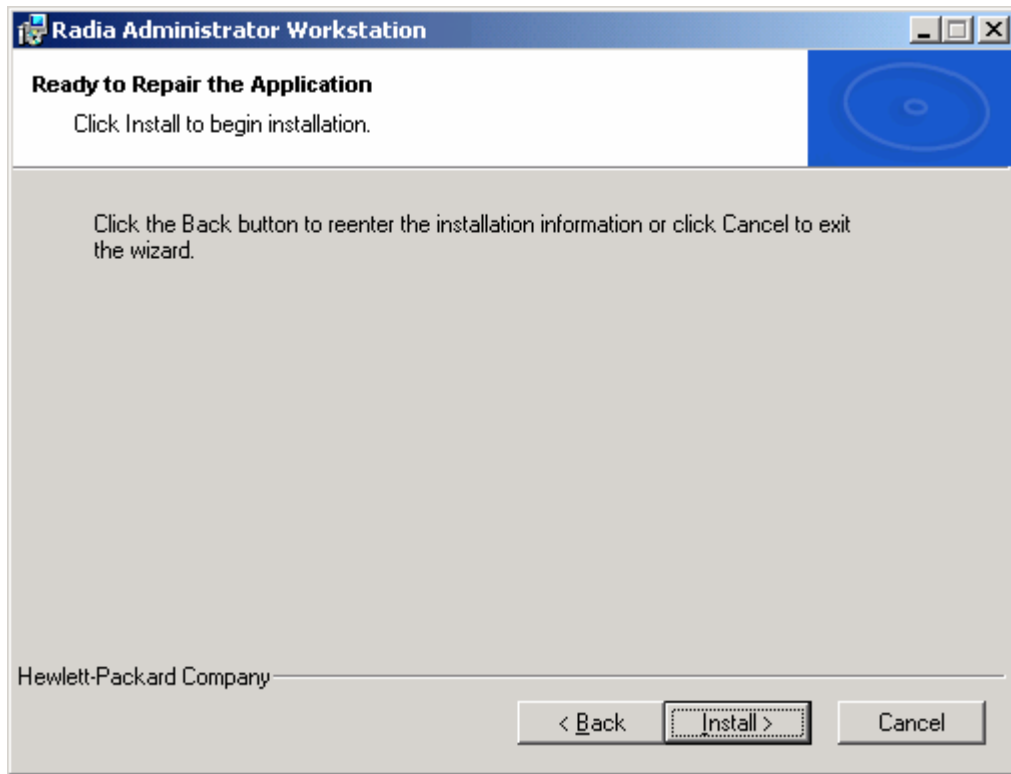 Radia Administrator Workstation
Ready to Repair the Application
Click Install to begin installation.
Click the Back button to reenter the installation information or click Cancel to exit
the wizard.
Hewlett-Packard Company
< Back
Install >
Cancel